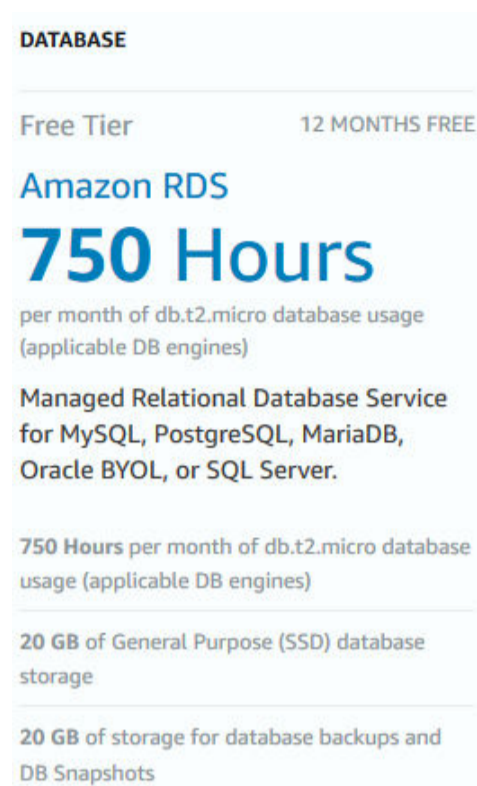 DATABASE
Free Tier 12 MONTHS FREE
Amazon RDS
750 Hours
per month of db.t2.micro database usage
(applicable DB engines)
Managed Relational Database Service
for MySQL, PostgreSQL, MariaDB,
Oracle BYOL, or SQL Server.
750 Hours per month of db.t2.micro database
usage (applicable DB engines)
20 GB of General Purpose (SSD) database
storage
20 GB of storage for database backups and
DB Snapshots